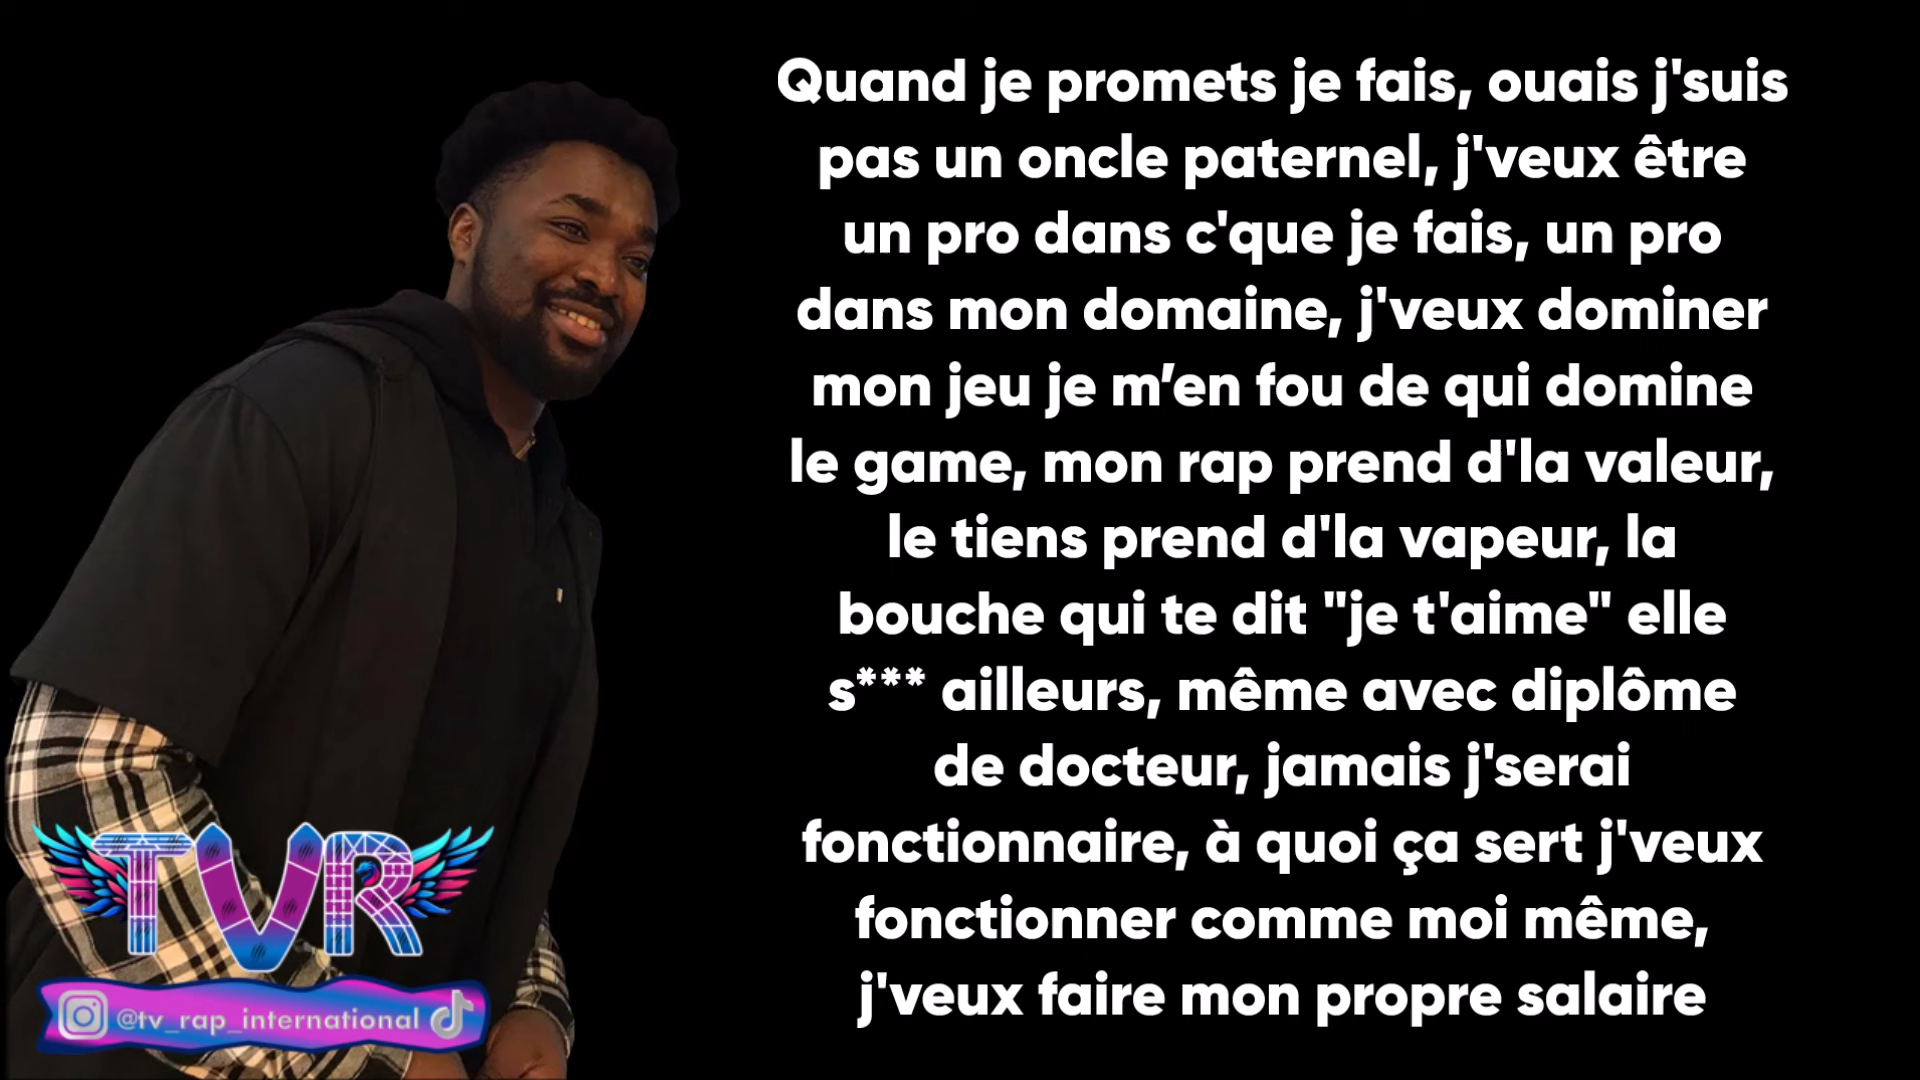 Quand je promets je fais, ouais j'suis
pas un oncle paternel, j'veux être
un pro dans c'que je fais, un pro
dans mon domaine, j'veux dominer
mon jeu je m’en fou de qui domine
le game, mon rap prend d'la valeur,
le tiens prend d'la vapeur, la
bouche qui te dit "je t'aime" elle
s*** ailleurs, même avec diplôme
de docteur, jamais j'serai
fonctionnaire, à quoi ça sert j'veux
fonctionner comme moi même,
j'veux faire mon propre salaire
TVR
@tv_rap_international